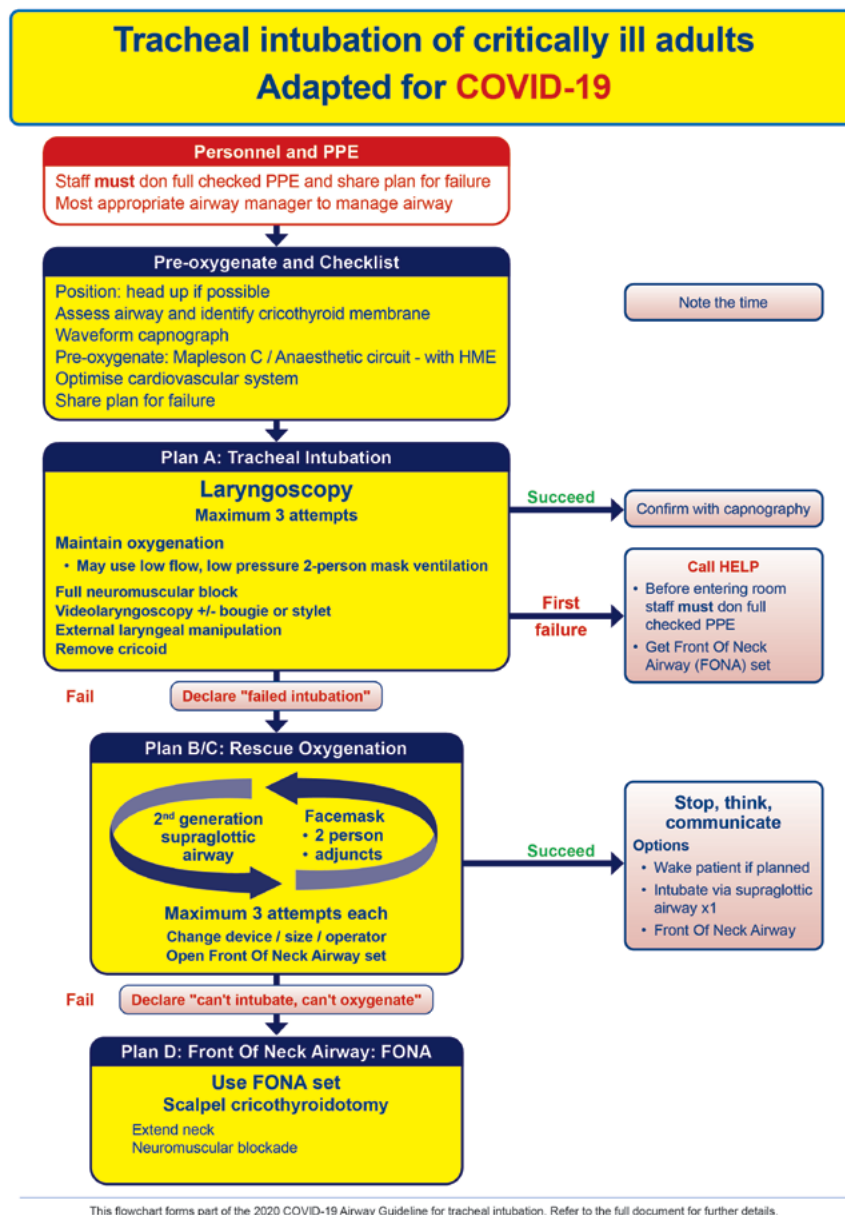 Tracheal intubation of critically ill adults
Adapted for COVID-19
Personnel and PPE
Staff must don full checked PPE and share plan for failure
Most appropriate airway manager to manage airway
Pre-oxygenate and Checklist
Position: head up if possible
Assess airway and identify cricothyroid membrane
Waveform capnograph
Pre-oxygenate: Mapleson C / Anaesthetic circuit - with HME
Optimise cardiovascular system
Share plan for failure
Note the time
Plan A: Tracheal Intubation
Laryngoscopy
Maximum 3 attempts
Maintain oxygenation
• May use low flow, low pressure 2-person mask ventilation
Full neuromuscular block
Videolaryngoscopy +/- bougie or stylet
External laryngeal manipulation
Remove cricoid
Succeed
Confirm with capnography
First
failure
Call HELP
• Before entering room
staff must don full
checked PPE
• Get Front Of Neck
Airway (FONA) set
Fail
Declare "failed intubation"
Plan B/C: Rescue Oxygenation
2nd generation
supraglottic
airway
Facemask
• 2 person
• adjuncts
Maximum 3 attempts each
Change device / size / operator
Open Front Of Neck Airway set
Succeed
Stop, think,
communicate
Options
• Wake patient if planned
• Intubate via supraglottic
airway x1
• Front Of Neck Airway
Fail
Declare "can't intubate, can't oxygenate"
Plan D: Front Of Neck Airway: FONA
Use FONA set
Scalpel cricothyroidotomy
Extend neck
Neuromuscular blockade
This flowchart forms part of the 2020 COVID-19 Airway Guideline for tracheal intubation. Refer to the full document for further details.